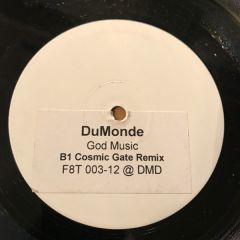 DuMonde
God Music
B1 Cosmic Gate Remix
F8T 003-12 @ DMD